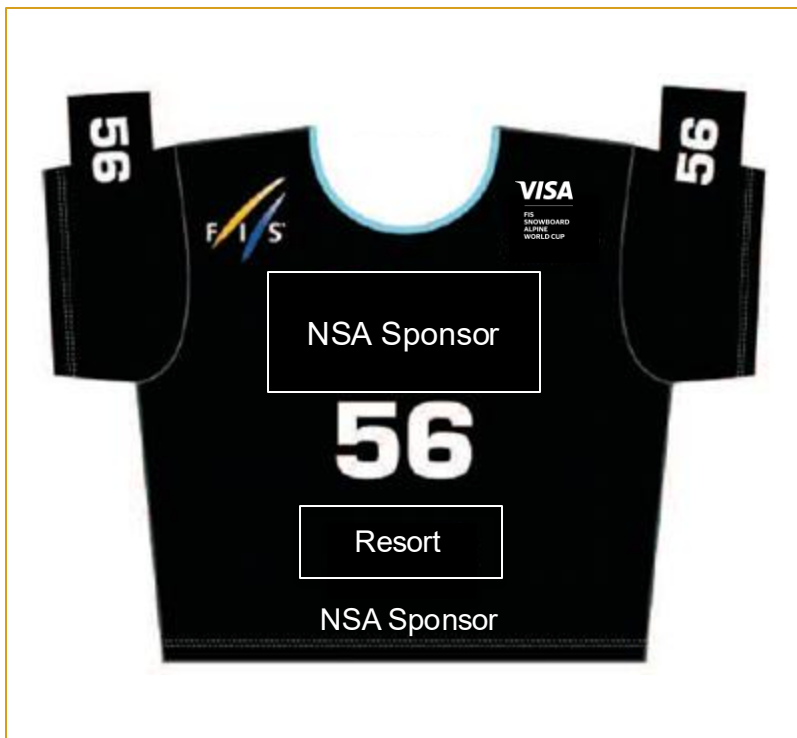 56
56
FIS
VISA
FIS
SNOWBOARD
ALPINE
WORLD CUP
NSA Sponsor
56
Resort
NSA Sponsor